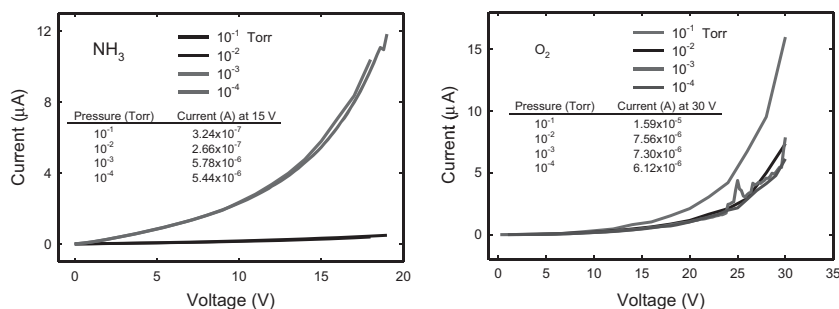 NH3
10-1 Torr
10-2
10-3
10-4
Pressure (Torr) Current (A) at 15 V
10-1 3.24x10-7
10-2 2.66x10-7
10-3 5.78x10-6
10-4 5.44x10-6
12
8
4
0
Current (μA)
0 5 10 15 20
Voltage (V)
O2
10-1 Torr
10-2
10-3
10-4
Pressure (Torr) Current (A) at 30 V
10-1 1.59x10-5
10-2 7.56x10-6
10-3 7.30x10-6
10-4 6.12x10-6
15
10
5
0
Current (μA)
0 5 10 15 20 25 30 35
Voltage (V)